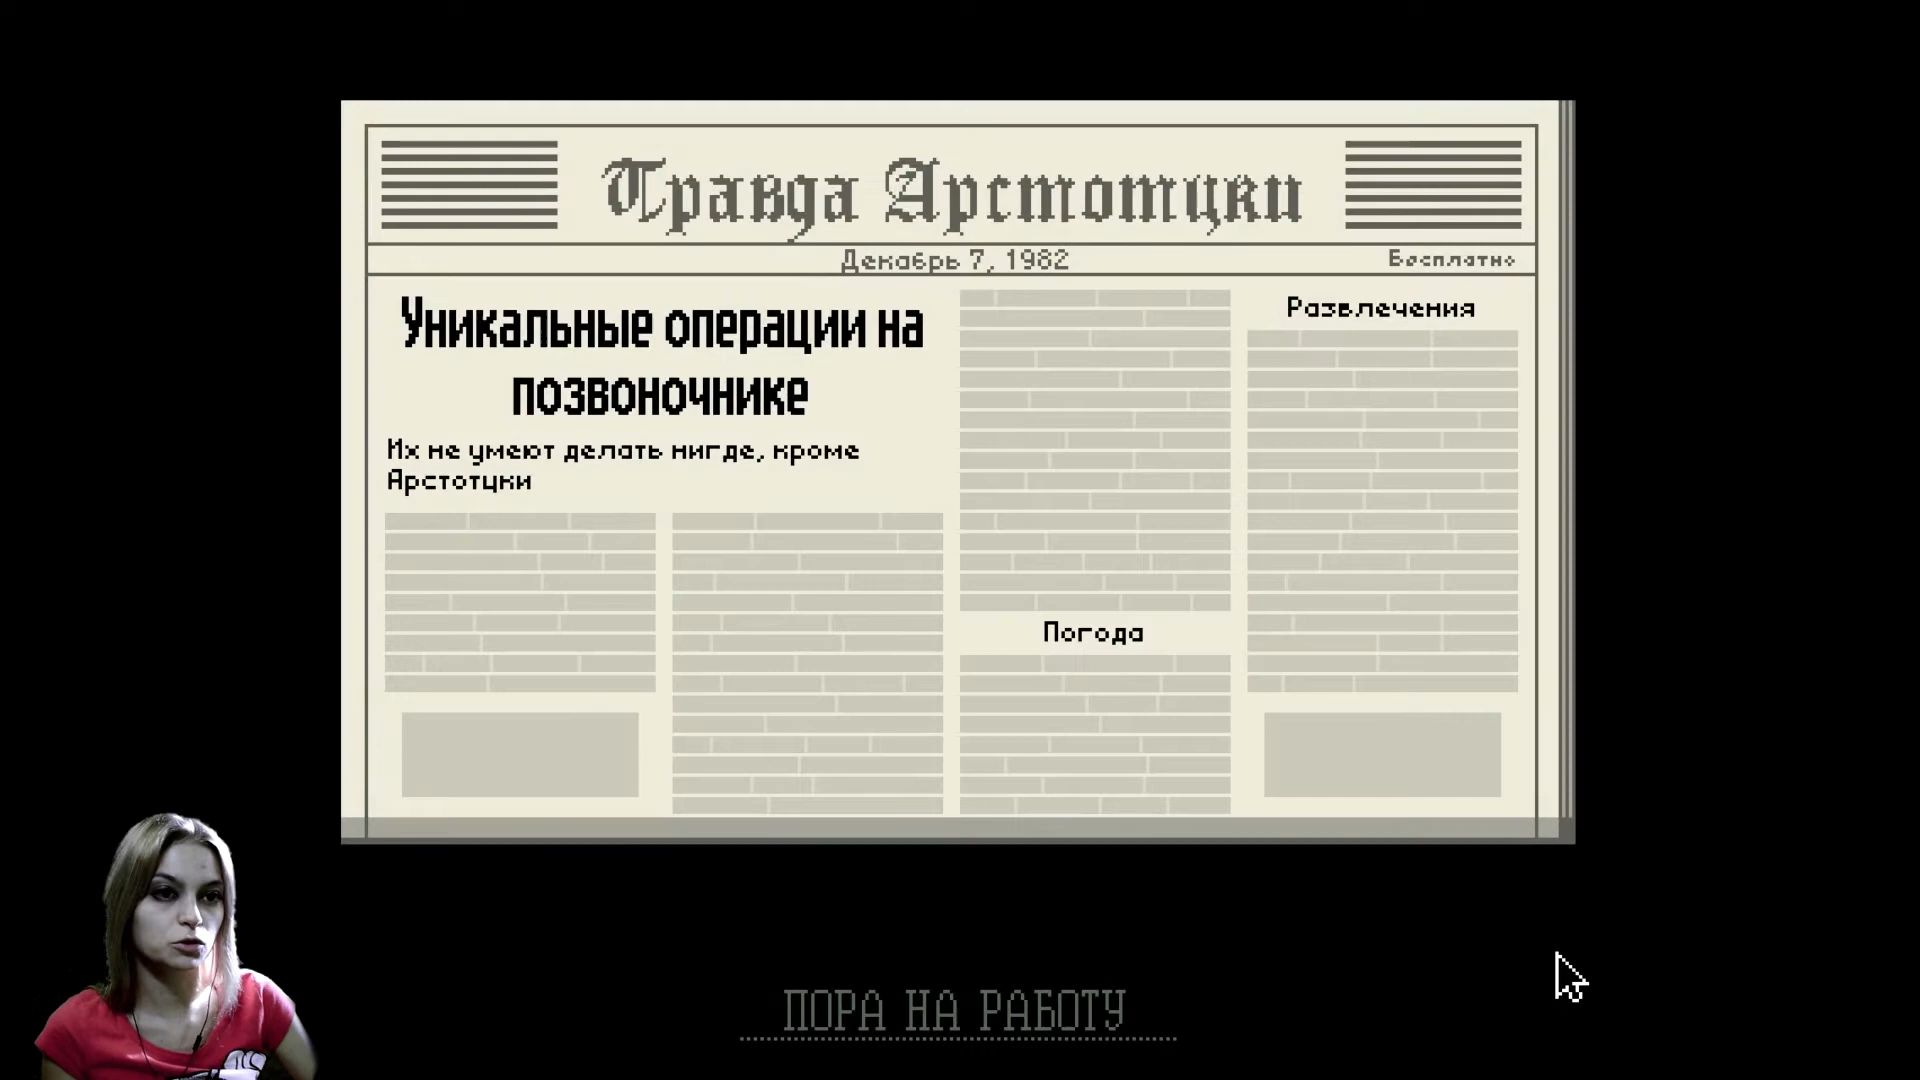 Правда Арстотцки
Декабрь 7, 1982
Бесплатно
Уникальные операции на
позвоночнике
Их не умеют делать нигде, кроме
Арстотцки
Погода
Развлечения
ПОРА НА РАБОТУ